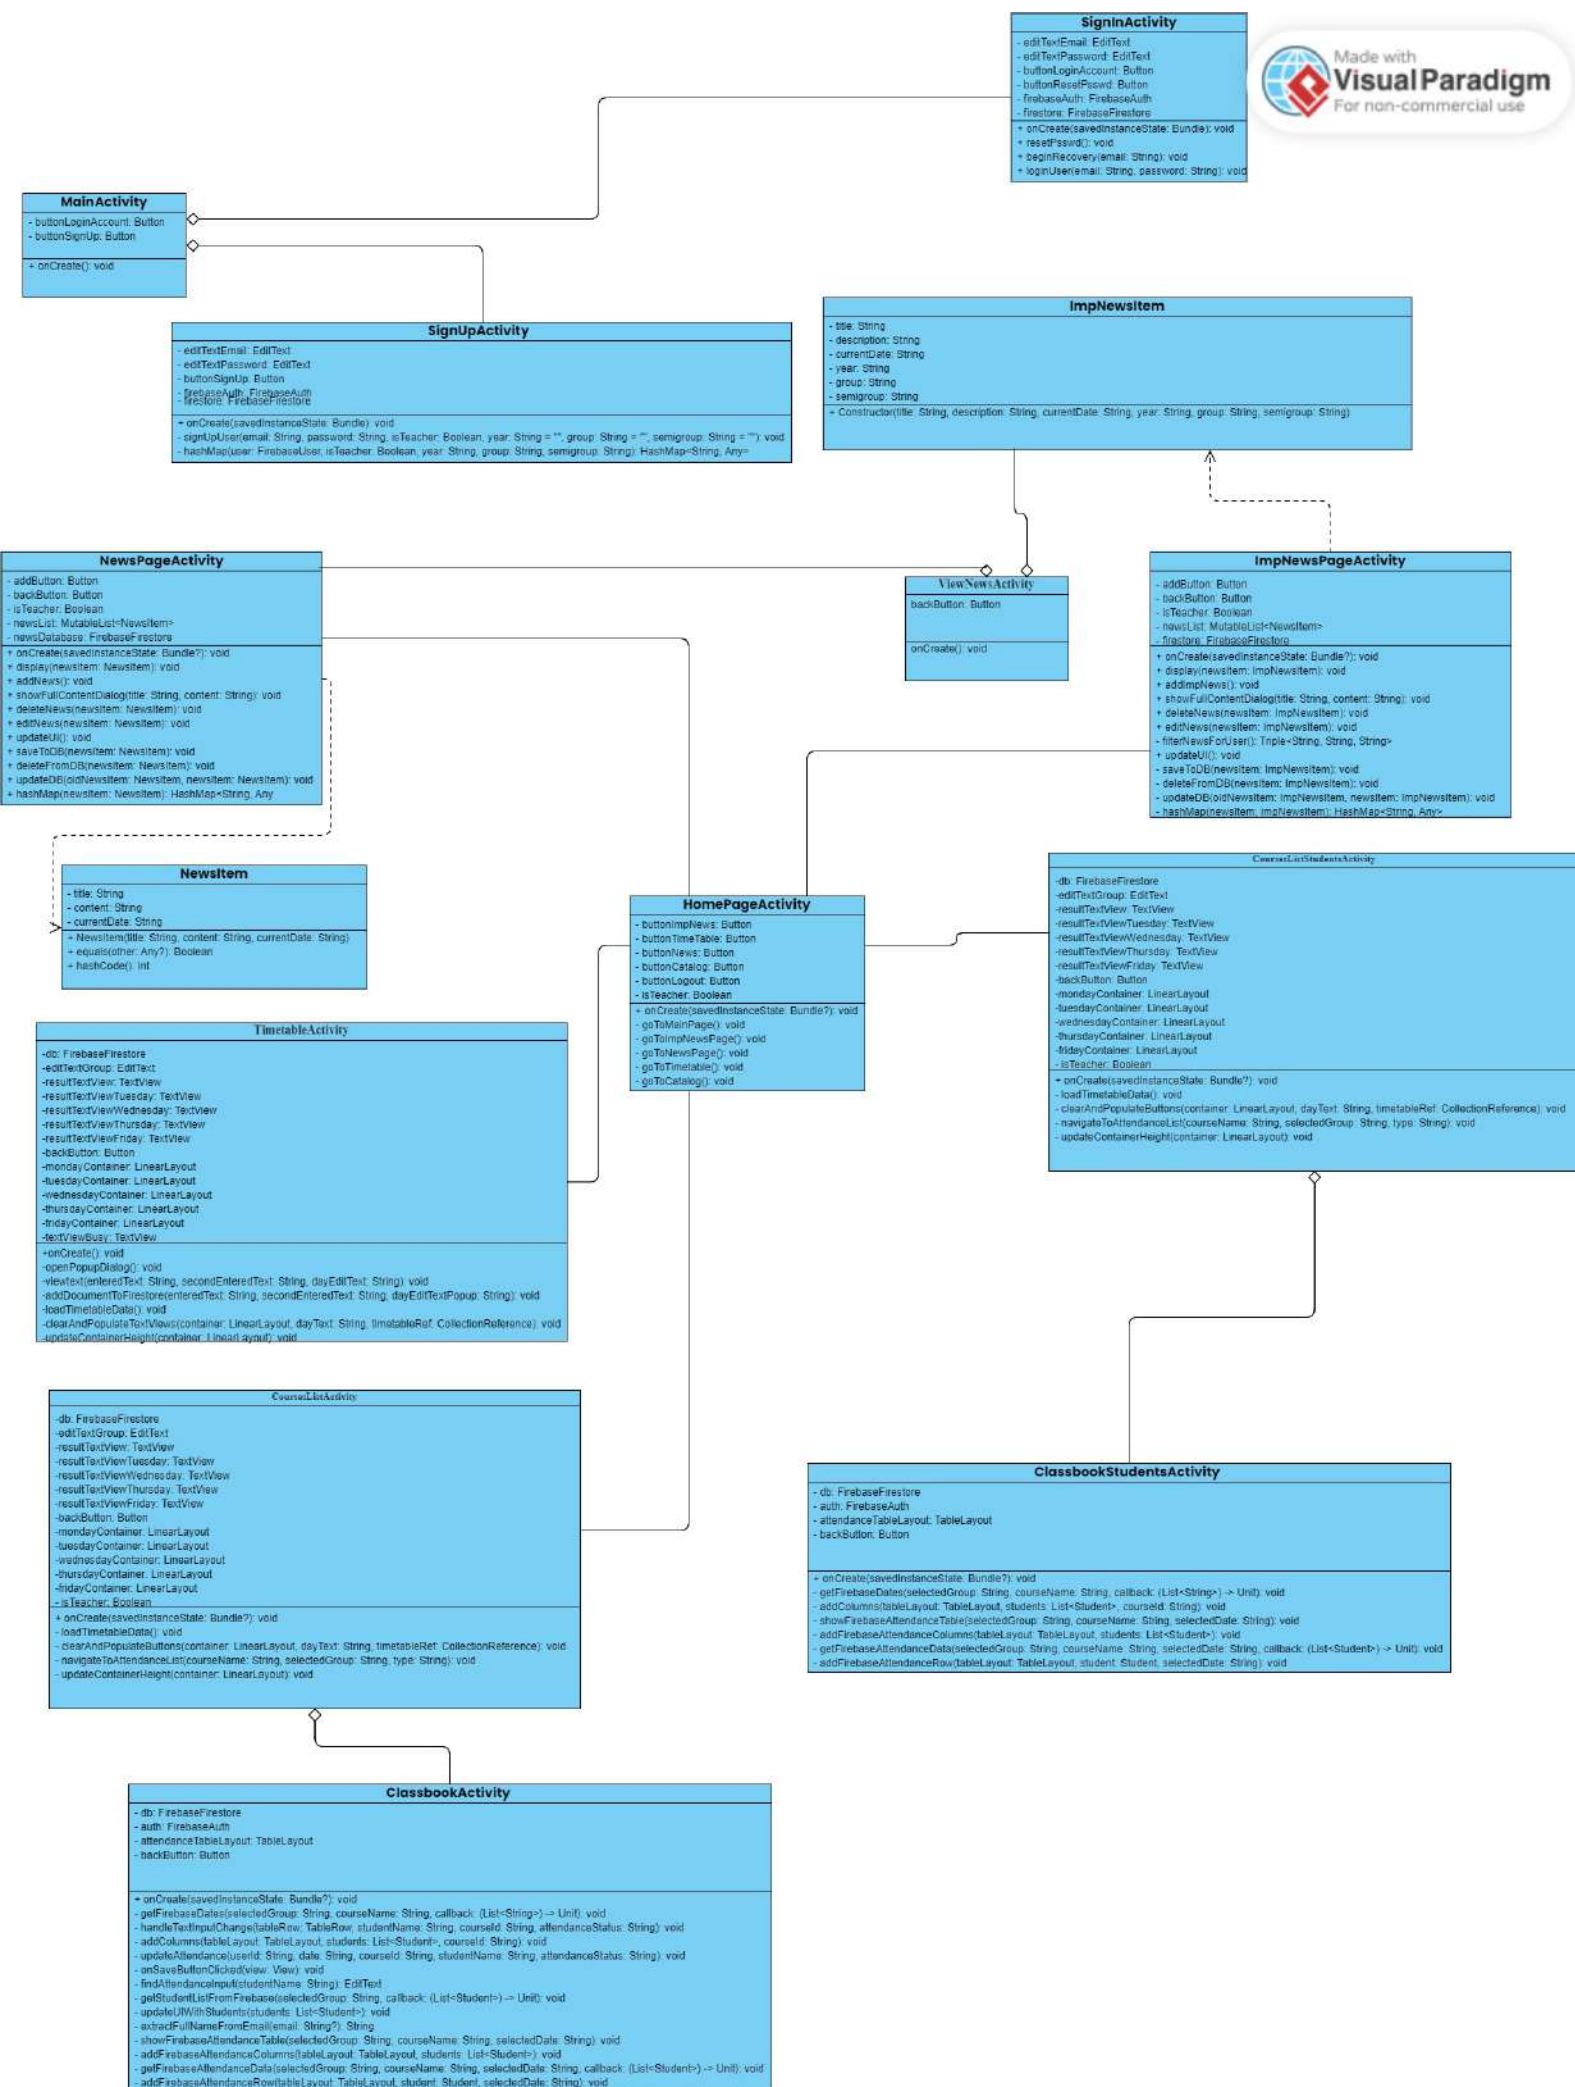 SignInActivity
- editTextEmail: EditText
- editTextPassword: EditText
- buttonLoginAccount: Button
- buttonResetPsswd: Button
- firebaseAuth: FirebaseAuth
- firestore: FirebaseFirestore
+ onCreate(savedInstanceState: Bundle): void
+ resetPsswd(): void
+ beginRecovery(email: String): void
+ loginUser(email: String, password: String): void
Made with
Visual Paradigm
For non-commercial use
MainActivity
- buttonLoginAccount: Button
- buttonSignUp: Button
+ onCreate(): void
SignUpActivity
- editTextEmail: EditText
- editTextPassword: EditText
- buttonSignUp: Button
- firebaseAuth: FirebaseAuth
- firestore: FirebaseFirestore
+ onCreate(savedInstanceState: Bundle): void
- signUpUser(email: String, password: String, isTeacher: Boolean, year: String = "", group: String = "", semigroup: String = ""): void
- hashMap(user: FirebaseUser, isTeacher: Boolean, year: String, group: String, semigroup: String): HashMap<String, Any>
ImpNewsItem
- title: String
- description: String
- currentDate: String
- year: String
- group: String
- semigroup: String
+ Constructor(title: String, description: String, currentDate: String, year: String, group: String, semigroup: String)
NewsPageActivity
- addButton: Button
- backButton: Button
- isTeacher: Boolean
- newsList: MutableList<NewsItem>
- newsDatabase: FirebaseFirestore
+ onCreate(savedInstanceState: Bundle?): void
+ display(newsItem: NewsItem): void
+ addNews(): void
+ showFullContentDialog(title: String, content: String): void
+ deleteNews(newsItem: NewsItem): void
+ editNews(newsItem: NewsItem): void
+ updateUI(): void
+ saveToDB(newsItem: NewsItem): void
+ deleteFromDB(newsItem: NewsItem): void
+ updateDB(oldNewsItem: NewsItem, newsItem: NewsItem): void
+ hashMap(newsItem: NewsItem): HashMap<String, Any
ViewNewsActivity
backButton: Button
onCreate(): void
ImpNewsPageActivity
- addButton: Button
- backButton: Button
- isTeacher: Boolean
- newsList: MutableList<NewsItem>
- firestore: FirebaseFirestore
+ onCreate(savedInstanceState: Bundle?): void
+ display(newsItem: ImpNewsItem): void
+ addImpNews(): void
+ showFullContentDialog(title: String, content: String): void
+ deleteNews(newsItem: ImpNewsItem): void
+ editNews(newsItem: ImpNewsItem): void
- filterNewsForUser(): Triple<String, String, String>
+ updateUI(): void
- saveToDB(newsItem: ImpNewsItem): void
- deleteFromDB(newsItem: ImpNewsItem): void
- updateDB(oldNewsItem: ImpNewsItem, newsItem: ImpNewsItem): void
- hashMap(newsItem: ImpNewsItem): HashMap<String, Any>
NewsItem
- title: String
- content: String
- currentDate: String
+ NewsItem(title: String, content: String, currentDate: String)
+ equals(other: Any?): Boolean
+ hashCode(): Int
HomePageActivity
- buttonImpNews: Button
- buttonTimeTable: Button
- buttonNews: Button
- buttonCatalog: Button
- buttonLogout: Button
- isTeacher: Boolean
+ onCreate(savedInstanceState: Bundle?): void
- goToMainPage(): void
- goToImpNewsPage(): void
- goToNewsPage(): void
- goToTimetable(): void
- goToCatalog(): void
CoursesListStudentsActivity
-db: FirebaseFirestore
-editTextGroup: EditText
-resultTextView: TextView
-resultTextViewTuesday: TextView
-resultTextViewWednesday: TextView
-resultTextViewThursday: TextView
-resultTextViewFriday: TextView
-backButton: Button
-mondayContainer: LinearLayout
-tuesdayContainer: LinearLayout
-wednesdayContainer: LinearLayout
-thursdayContainer: LinearLayout
-fridayContainer: LinearLayout
- isTeacher: Boolean
+ onCreate(savedInstanceState: Bundle?): void
- loadTimetableData(): void
- clearAndPopulateButtons(container: LinearLayout, dayText: String, timetableRef: CollectionReference): void
- navigateToAttendanceList(courseName: String, selectedGroup: String, type: String): void
- updateContainerHeight(container: LinearLayout): void
TimetableActivity
-db: FirebaseFirestore
-editTextGroup: EditText
-resultTextView: TextView
-resultTextViewTuesday: TextView
-resultTextViewWednesday: TextView
-resultTextViewThursday: TextView
-resultTextViewFriday: TextView
-backButton: Button
-mondayContainer: LinearLayout
-tuesdayContainer: LinearLayout
-wednesdayContainer: LinearLayout
-thursdayContainer: LinearLayout
-fridayContainer: LinearLayout
-textViewBusy: TextView
+onCreate(): void
-openPopupDialog(): void
-viewtext(enteredText: String, secondEnteredText: String, dayEditText: String): void
-addDocumentToFirestore(enteredText: String, secondEnteredText: String, dayEditTextPopup: String): void
-loadTimetableData(): void
-clearAndPopulateTextViews(container: LinearLayout, dayText: String, timetableRef: CollectionReference): void
-updateContainerHeight(container: LinearLayout): void
CoursesListActivity
-db: FirebaseFirestore
-editTextGroup: EditText
-resultTextView: TextView
-resultTextViewTuesday: TextView
-resultTextViewWednesday: TextView
-resultTextViewThursday: TextView
-resultTextViewFriday: TextView
-backButton: Button
-mondayContainer: LinearLayout
-tuesdayContainer: LinearLayout
-wednesdayContainer: LinearLayout
-thursdayContainer: LinearLayout
-fridayContainer: LinearLayout
- isTeacher: Boolean
+ onCreate(savedInstanceState: Bundle?): void
- loadTimetableData(): void
- clearAndPopulateButtons(container: LinearLayout, dayText: String, timetableRef: CollectionReference): void
- navigateToAttendanceList(courseName: String, selectedGroup: String, type: String): void
- updateContainerHeight(container: LinearLayout): void
ClassbookStudentsActivity
- db: FirebaseFirestore
- auth: FirebaseAuth
- attendanceTableLayout: TableLayout
- backButton: Button
+ onCreate(savedInstanceState: Bundle?): void
- getFirebaseDates(selectedGroup: String, courseName: String, callback: (List<String>) -> Unit): void
- addColumns(tableLayout: TableLayout, students: List<Student>, courseId: String): void
- showFirebaseAttendanceTable(selectedGroup: String, courseName: String, selectedDate: String): void
- addFirebaseAttendanceColumns(tableLayout: TableLayout, students: List<Student>): void
- getFirebaseAttendanceData(selectedGroup: String, courseName: String, selectedDate: String, callback: (List<Student>) -> Unit): void
- addFirebaseAttendanceRow(tableLayout: TableLayout, student: Student, selectedDate: String): void
ClassbookActivity
- db: FirebaseFirestore
- auth: FirebaseAuth
- attendanceTableLayout: TableLayout
- backButton: Button
+ onCreate(savedInstanceState: Bundle?): void
- getFirebaseDates(selectedGroup: String, courseName: String, callback: (List<String>) -> Unit): void
- handleTextInputChange(tableRow: TableRow, studentName: String, courseId: String, attendanceStatus: String): void
- addColumns(tableLayout: TableLayout, students: List<Student>, courseId: String): void
- updateAttendance(userId: String, date: String, courseId: String, studentName: String, attendanceStatus: String): void
- onSaveButtonClicked(view: View): void
- findAttendanceInput(studentName: String): EditText
- getStudentListFromFirebase(selectedGroup: String, callback: (List<Student>) -> Unit): void
- updateUIWithStudents(students: List<Student>): void
- extractFullNameFromEmail(email: String?): String
- showFirebaseAttendanceTable(selectedGroup: String, courseName: String, selectedDate: String): void
- addFirebaseAttendanceColumns(tableLayout: TableLayout, students: List<Student>): void
- getFirebaseAttendanceData(selectedGroup: String, courseName: String, selectedDate: String, callback: (List<Student>) -> Unit): void
- addFirebaseAttendanceRow(tableLayout: TableLayout, student: Student, selectedDate: String): void